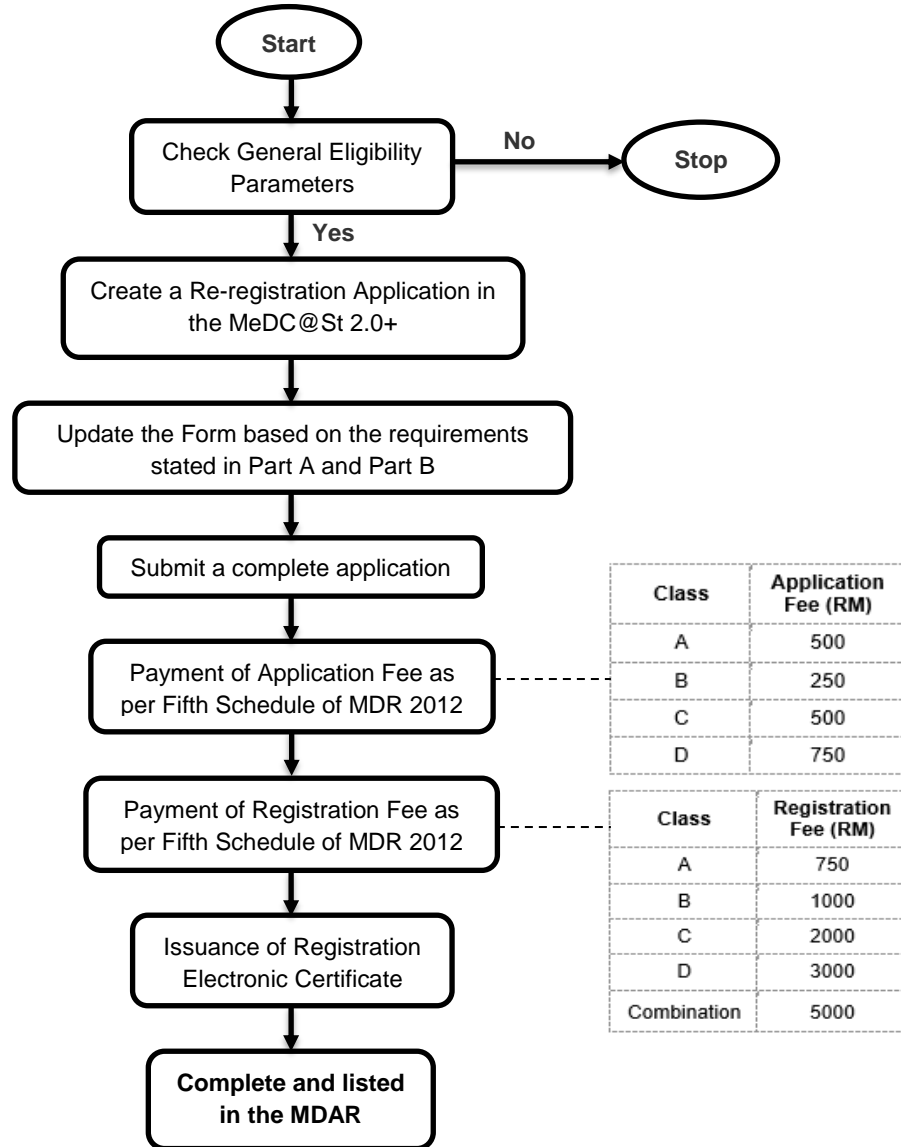 Start
Check General Eligibility
Parameters
No
Stop
Yes
Create a Re-registration Application in
the MeDC@St 2.0+
Update the Form based on the requirements
stated in Part A and Part B
Submit a complete application
Payment of Application Fee as
per Fifth Schedule of MDR 2012
Class Application
Fee (RM)
A 500
B 250
C 500
D 750
Payment of Registration Fee as
per Fifth Schedule of MDR 2012
Class Registration
Fee (RM)
A 750
B 1000
C 2000
D 3000
Combination 5000
Issuance of Registration
Electronic Certificate
Complete and listed
in the MDAR